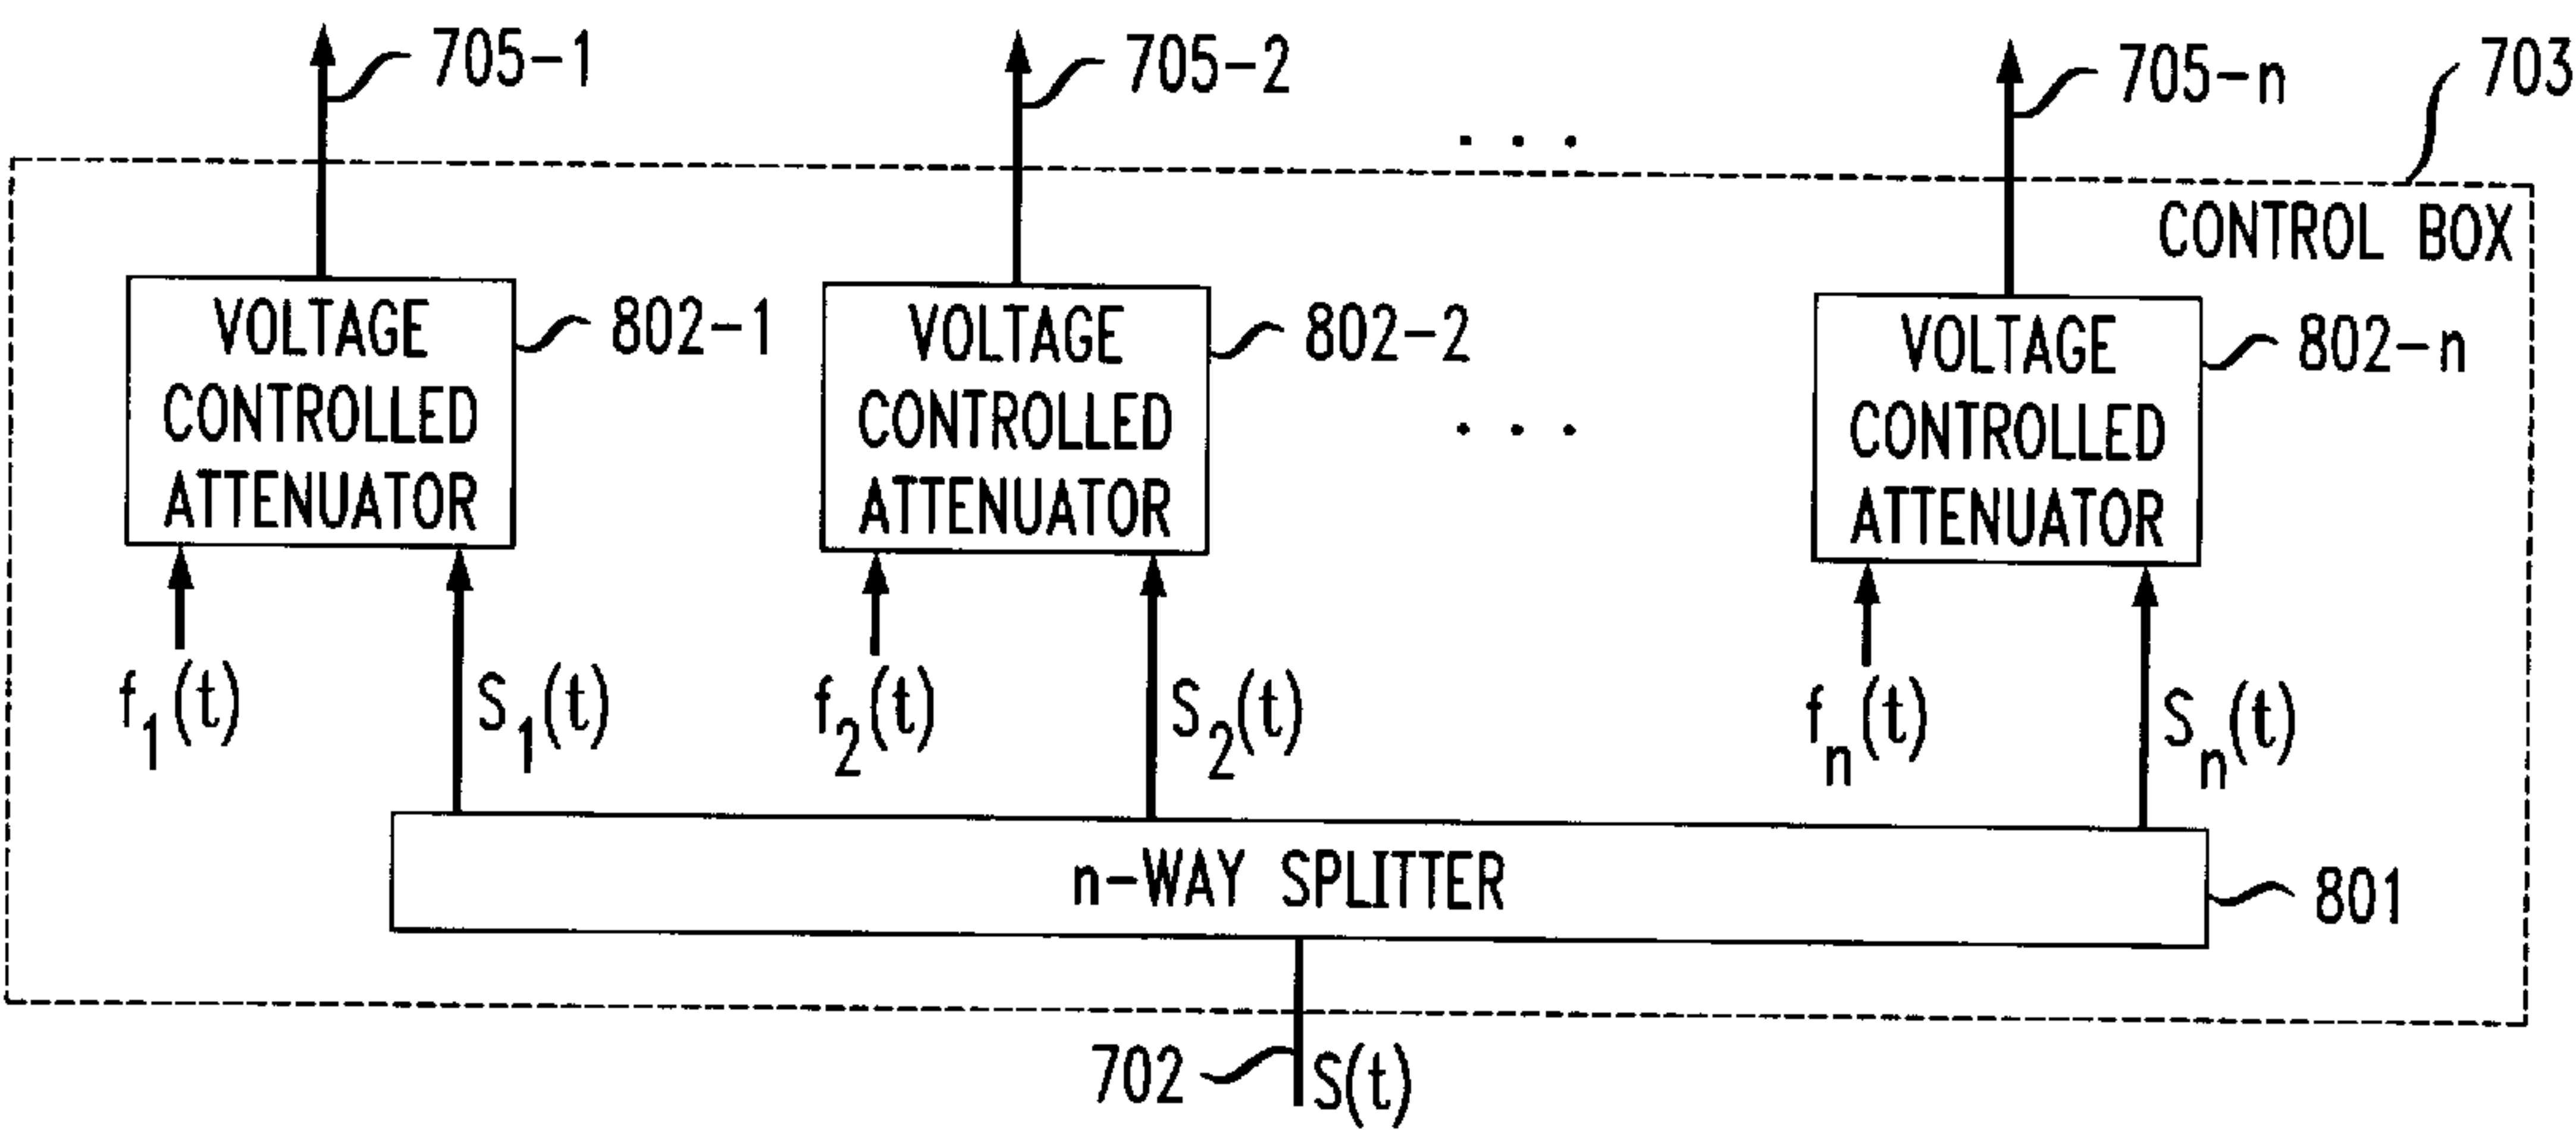 705-1
705-2
705-n
703
. . .
CONTROL BOX
VOLTAGE
CONTROLLED
ATTENUATOR
802-1
VOLTAGE
CONTROLLED
ATTENUATOR
802-2
. . .
VOLTAGE
CONTROLLED
ATTENUATOR
802-n
f1(t)
S1(t)
f2(t)
S2(t)
fn(t)
Sn(t)
n-WAY SPLITTER
801
702
S(t)